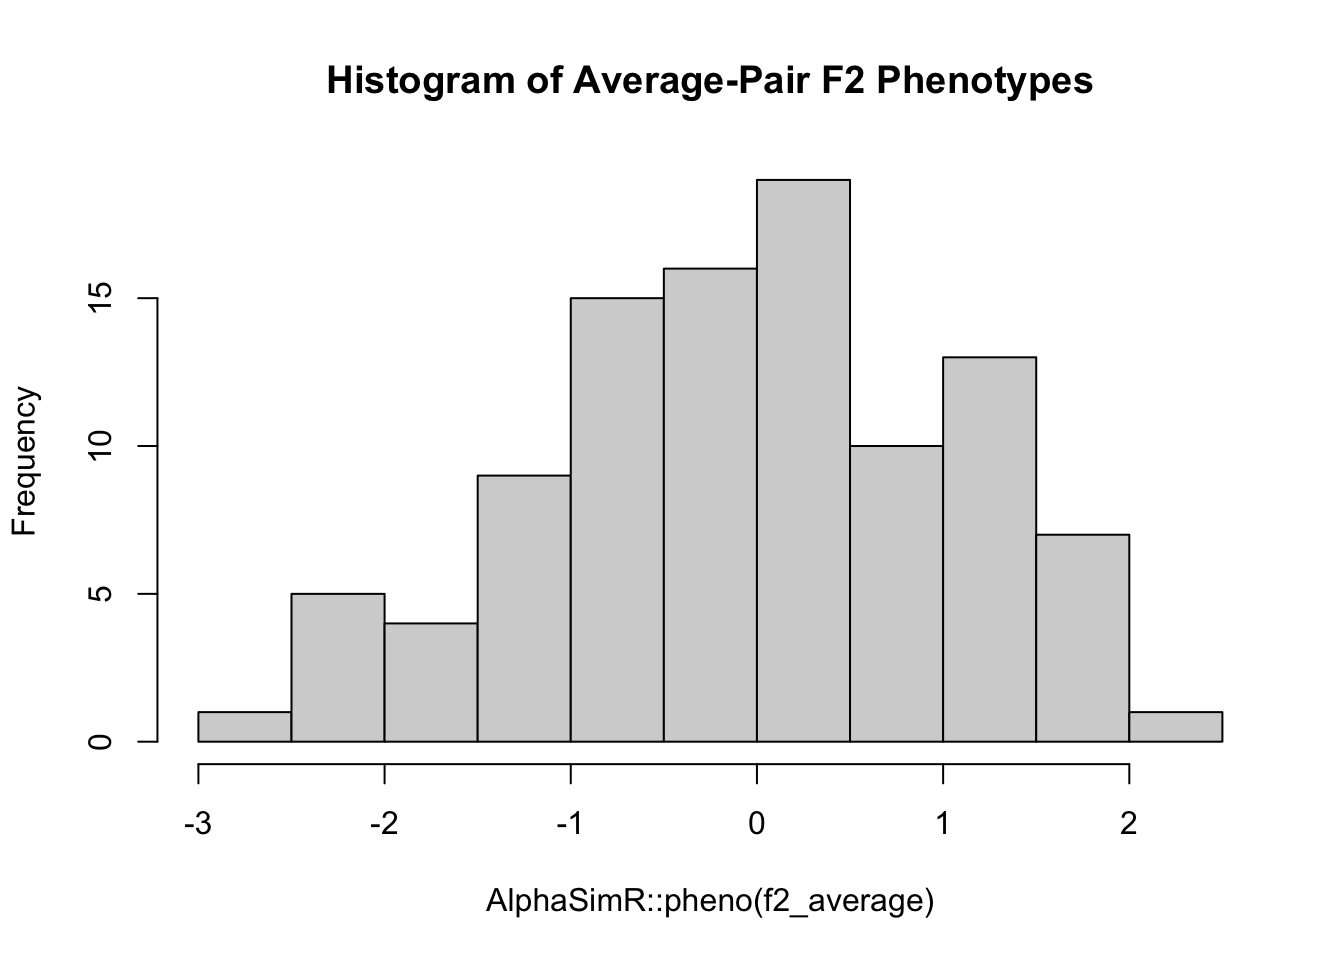 Histogram of Average-Pair F2 Phenotypes
Frequency
15
10
5
0
-3 -2 -1 0 1 2
AlphaSimR::pheno(f2_average)